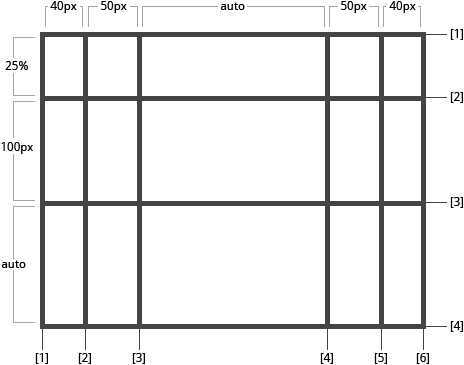 40px 50px auto 50px 40px
[1]
25%
[2]
100px
[3]
auto
[4]
[1] [2] [3] [4] [5] [6]